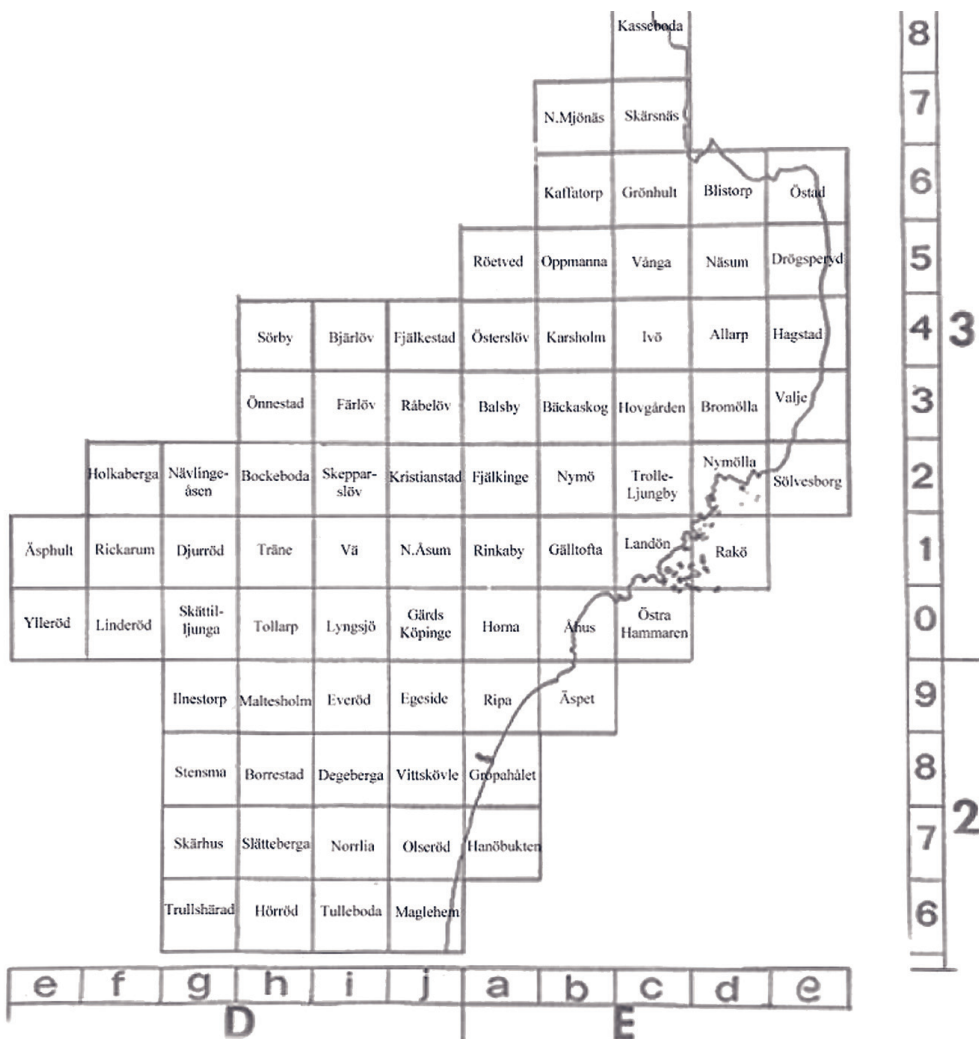 Kasseboda
8
N.Mjönäs Skärsnäs
7
Kaffatorp Grönhult Blistorp Östad
6
Röetved Oppmanna Vånga Näsum Drögsperyd
5
Sörby Bjärlöv Fjälkestad Österslöv Karsholm Ivö Allarp Hagstad
4
3
Önnestad Färlöv Råbelöv Balsby Bäckaskog Hovgården Bromölla Valje
3
Holkaberga Nävlinge-
åsen Bockeboda Skeppar-
slöv Kristianstad Fjälkinge Nymö Trolle-
Ljungby Nymölla Sölvesborg
2
Äsphult Rickarum Djurröd Träne Vä N.Åsum Rinkaby Gälltofta Landön Rakö
1
Ylleröd Linderöd Skättil-
ljunga Tollarp Lyngsjö Gärds
Köpinge Horna Åhus Östra
Hammaren
0
Ilnestorp Maltesholm Everöd Egeside Ripa Äspet
9
Stensma Borrestad Degeberga Vittskövle Gropahålet
8
2
Skärhus Slätteberga Norrlia Olseröd Hanöbukten
7
Trullshärad Hörröd Tulleboda Maglehem
6
e f g h i j a b c d e
D E